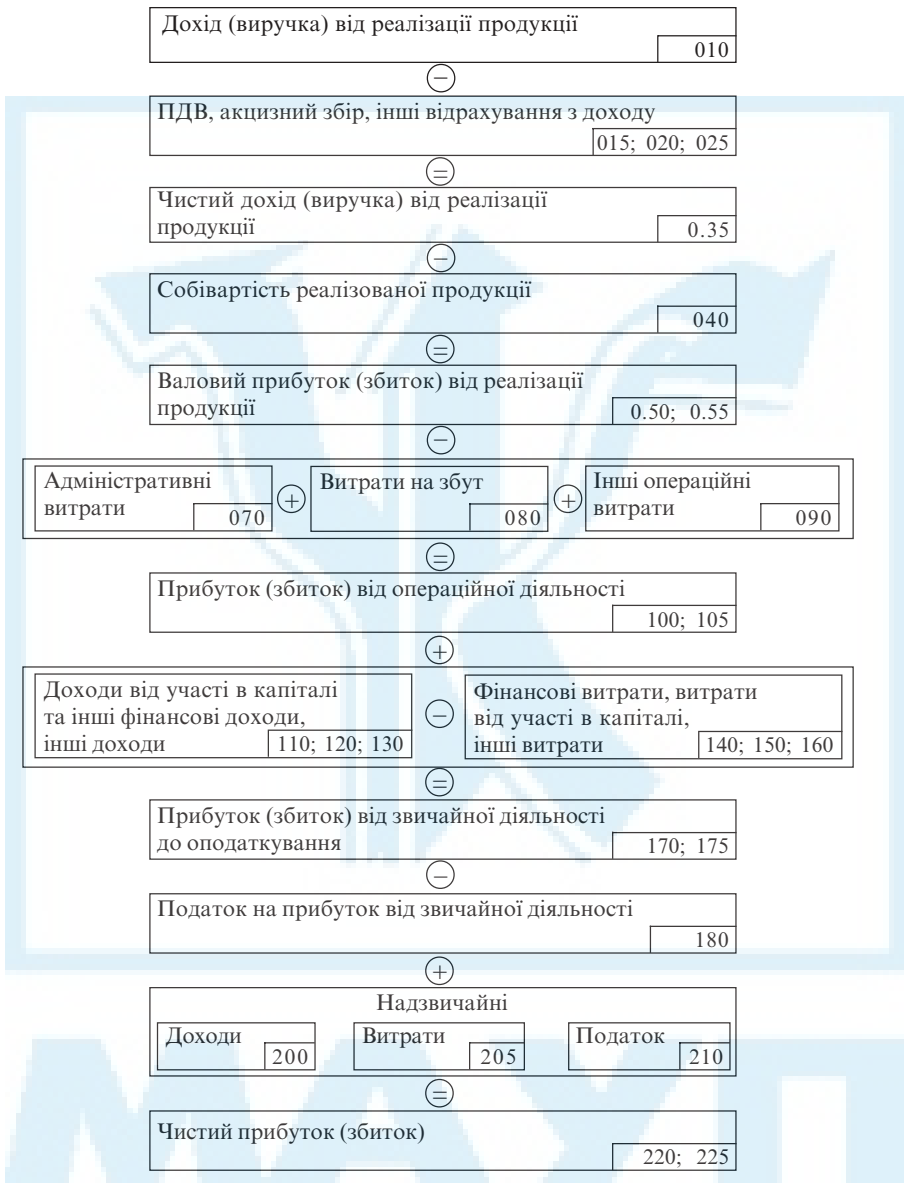 Дохід (виручка) від реалізації продукції
010
−
ПДВ, акцизний збір, інші відрахування з доходу
015; 020; 025
=
Чистий дохід (виручка) від реалізації
продукції
0.35
−
Собівартість реалізованої продукції
040
=
Валовий прибуток (збиток) від реалізації
продукції
0.50; 0.55
−
Адміністративні
витрати
070
+
Витрати на збут
080
+
Інші операційні
витрати
090
=
Прибуток (збиток) від операційної діяльності
100; 105
+
Доходи від участі в капіталі
та інші фінансові доходи,
інші доходи
110; 120; 130
−
Фінансові витрати, витрати
від участі в капіталі,
інші витрати
140; 150; 160
=
Прибуток (збиток) від звичайної діяльності
до оподаткування
170; 175
−
Податок на прибуток від звичайної діяльності
180
+
Надзвичайні
Доходи
200
Витрати
205
Податок
210
=
Чистий прибуток (збиток)
220; 225
МАУП